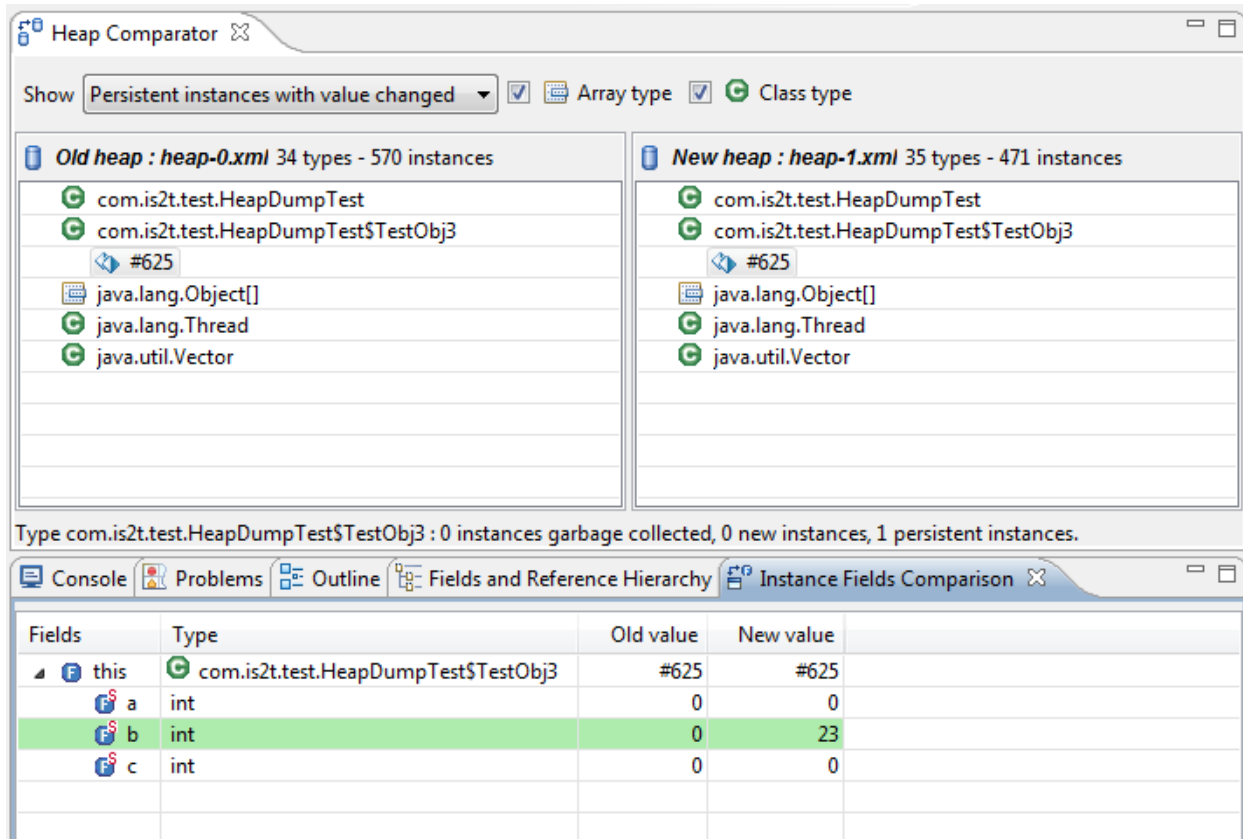 Heap Comparator
Show Persistent instances with value changed Array type Class type
Old heap : heap-0.xml 34 types - 570 instances
com.is2t.test.HeapDumpTest
com.is2t.test.HeapDumpTest$TestObj3
#625
java.lang.Object[]
java.lang.Thread
java.util.Vector
New heap : heap-1.xml 35 types - 471 instances
com.is2t.test.HeapDumpTest
com.is2t.test.HeapDumpTest$TestObj3
#625
java.lang.Object[]
java.lang.Thread
java.util.Vector
Type com.is2t.test.HeapDumpTest$TestObj3 : 0 instances garbage collected, 0 new instances, 1 persistent instances.
Console Problems Outline Fields and Reference Hierarchy Instance Fields Comparison
Fields Type Old value New value
this com.is2t.test.HeapDumpTest$TestObj3 #625 #625
a int 0 0
b int 0 23
c int 0 0